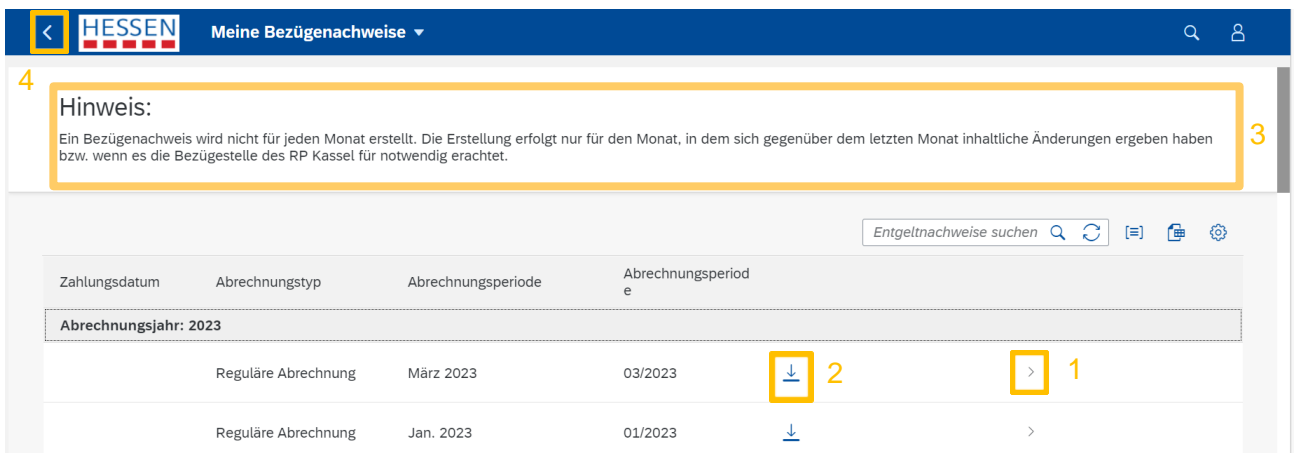 HESSEN
Meine Bezügenachweise
4
Hinweis:
Ein Bezügenachweis wird nicht für jeden Monat erstellt. Die Erstellung erfolgt nur für den Monat, in dem sich gegenüber dem letzten Monat inhaltliche Änderungen ergeben haben
bzw. wenn es die Bezügestelle des RP Kassel für notwendig erachtet.
3
Entgeltnachweise suchen
Zahlungsdatum Abrechnungstyp Abrechnungsperiode Abrechnungsperiod
e
Abrechnungsjahr: 2023
Reguläre Abrechnung März 2023 03/2023 2 1
Reguläre Abrechnung Jan. 2023 01/2023